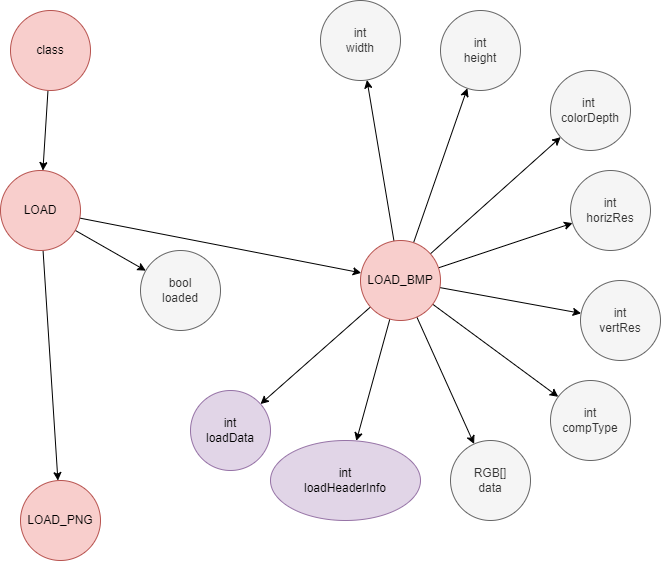 class
int
width
int
height
int
colorDepth
LOAD
int
horizRes
bool
loaded
LOAD_BMP
int
vertRes
int
compType
int
loadData
int
loadHeaderInfo
RGB[]
data
LOAD_PNG